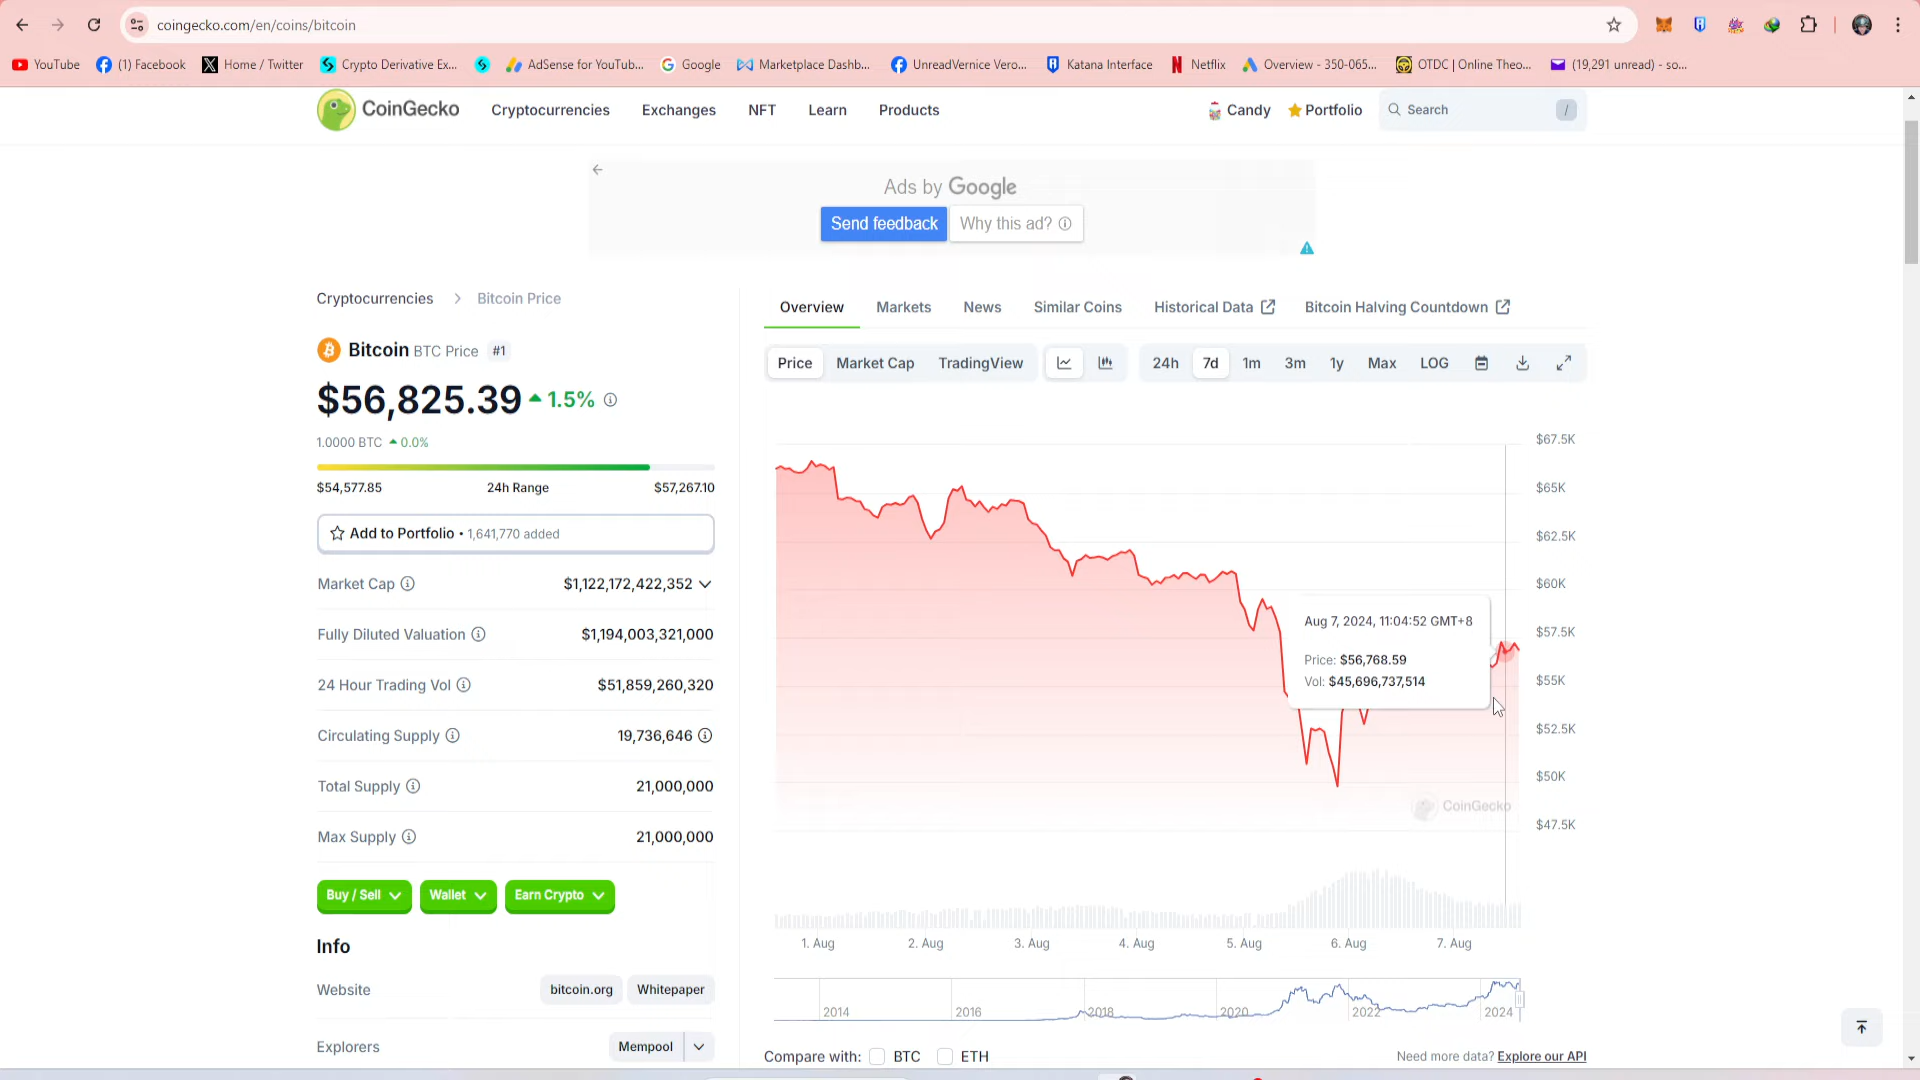 coingecko.com/en/coins/bitcoin
YouTube (1) Facebook Home / Twitter Crypto Derivative Ex... AdSense for YouTub... Google Marketplace Dashb... UnreadVernice Vero... Katana Interface Netflix Overview - 350-065... OTDC | Online Theo... (19,291 unread) - so...
CoinGecko Cryptocurrencies Exchanges NFT Learn Products Candy Portfolio Search /
Ads by Google
Send feedback Why this ad?
Cryptocurrencies Bitcoin Price
Overview Markets News Similar Coins Historical Data Bitcoin Halving Countdown
Bitcoin BTC Price #1
Price Market Cap TradingView 24h 7d 1m 3m 1y Max LOG
$56,825.39 1.5%
1.0000 BTC 0.0%
$54,577.85 24h Range $57,267.10
Add to Portfolio • 1,641,770 added
Market Cap $1,122,172,422,352
Fully Diluted Valuation $1,194,003,321,000
24 Hour Trading Vol $51,859,260,320
Circulating Supply 19,736,646
Total Supply 21,000,000
Max Supply 21,000,000
Buy / Sell Wallet Earn Crypto
Info
Website bitcoin.org Whitepaper
Explorers Mempool
$67.5K
$65K
$62.5K
$60K
$57.5K
$55K
$52.5K
$50K
$47.5K
Aug 7, 2024, 11:04:52 GMT+8
Price: $56,768.59
Vol: $45,696,737,514
CoinGecko
1. Aug 2. Aug 3. Aug 4. Aug 5. Aug 6. Aug 7. Aug
2014 2016 2018 2020 2022 2024
Compare with: BTC ETH Need more data? Explore our API